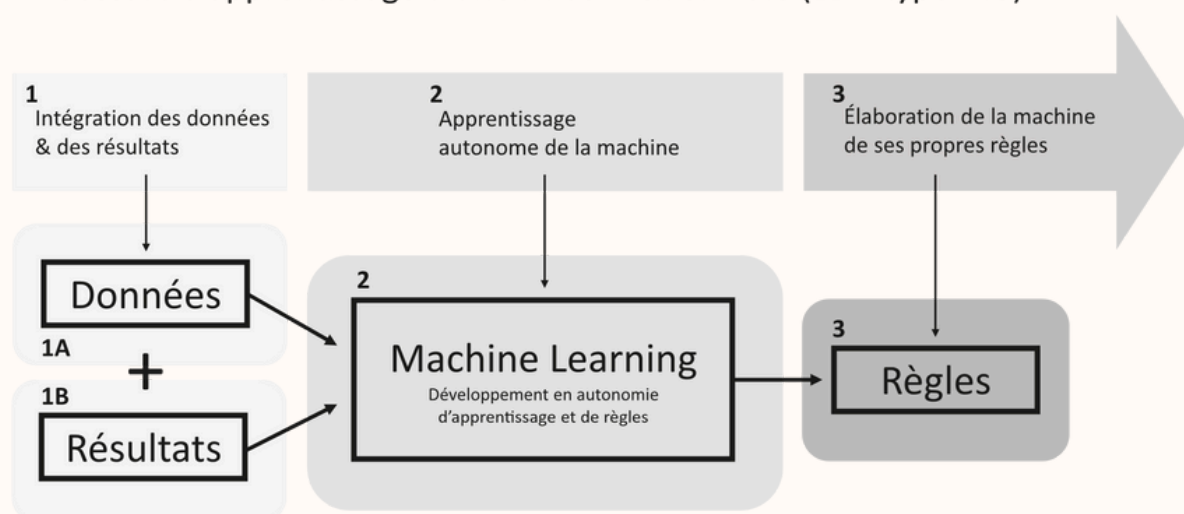 1
Intégration des données
& des résultats
2
Apprentissage
autonome de la machine
3
Élaboration de la machine
de ses propres règles
Données
1A
+
1B
Résultats
2
Machine Learning
Développement en autonomie
d'apprentissage et de règles
3
Règles